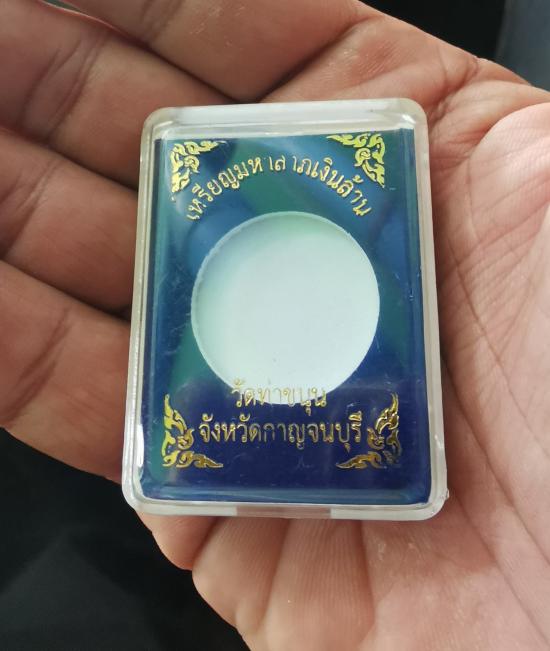 เหรียญมหาลาภเงินล้าน
วัดท่าขนุน
จังหวัดกาญจนบุรี